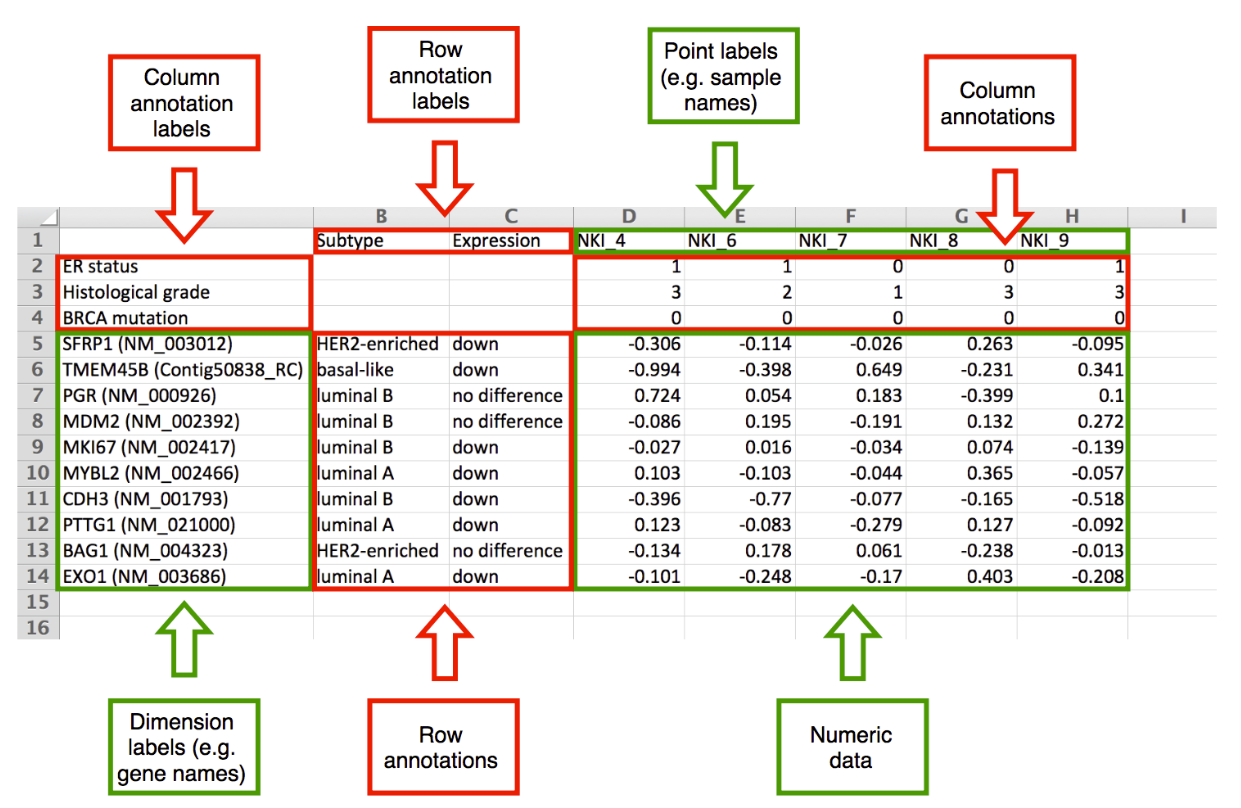 Column
annotation
labels
Row
annotation
labels
Point labels
(e.g. sample
names)
Column
annotations
B C D E F G H I
1 Subtype Expression NKI_4 NKI_6 NKI_7 NKI_8 NKI_9
2 ER status 1 1 0 0 1
3 Histological grade 3 2 1 3 3
4 BRCA mutation 0 0 0 0 0
5 SFRP1 (NM_003012) HER2-enriched down -0.306 -0.114 -0.026 0.263 -0.095
6 TMEM45B (Contig50838_RC) basal-like down -0.994 -0.398 0.649 -0.231 0.341
7 PGR (NM_000926) luminal B no difference 0.724 0.054 0.183 -0.399 0.1
8 MDM2 (NM_002392) luminal B no difference -0.086 0.195 -0.191 0.132 0.272
9 MKI67 (NM_002417) luminal B down -0.027 0.016 -0.034 0.074 -0.139
10 MYBL2 (NM_002466) luminal A down 0.103 -0.103 -0.044 0.365 -0.057
11 CDH3 (NM_001793) luminal B down -0.396 -0.77 -0.077 -0.165 -0.518
12 PTTG1 (NM_021000) luminal A down 0.123 -0.083 -0.279 0.127 -0.092
13 BAG1 (NM_004323) HER2-enriched no difference -0.134 0.178 0.061 -0.238 -0.013
14 EXO1 (NM_003686) luminal A down -0.101 -0.248 -0.17 0.403 -0.208
15
16
Dimension
labels (e.g.
gene names)
Row
annotations
Numeric
data